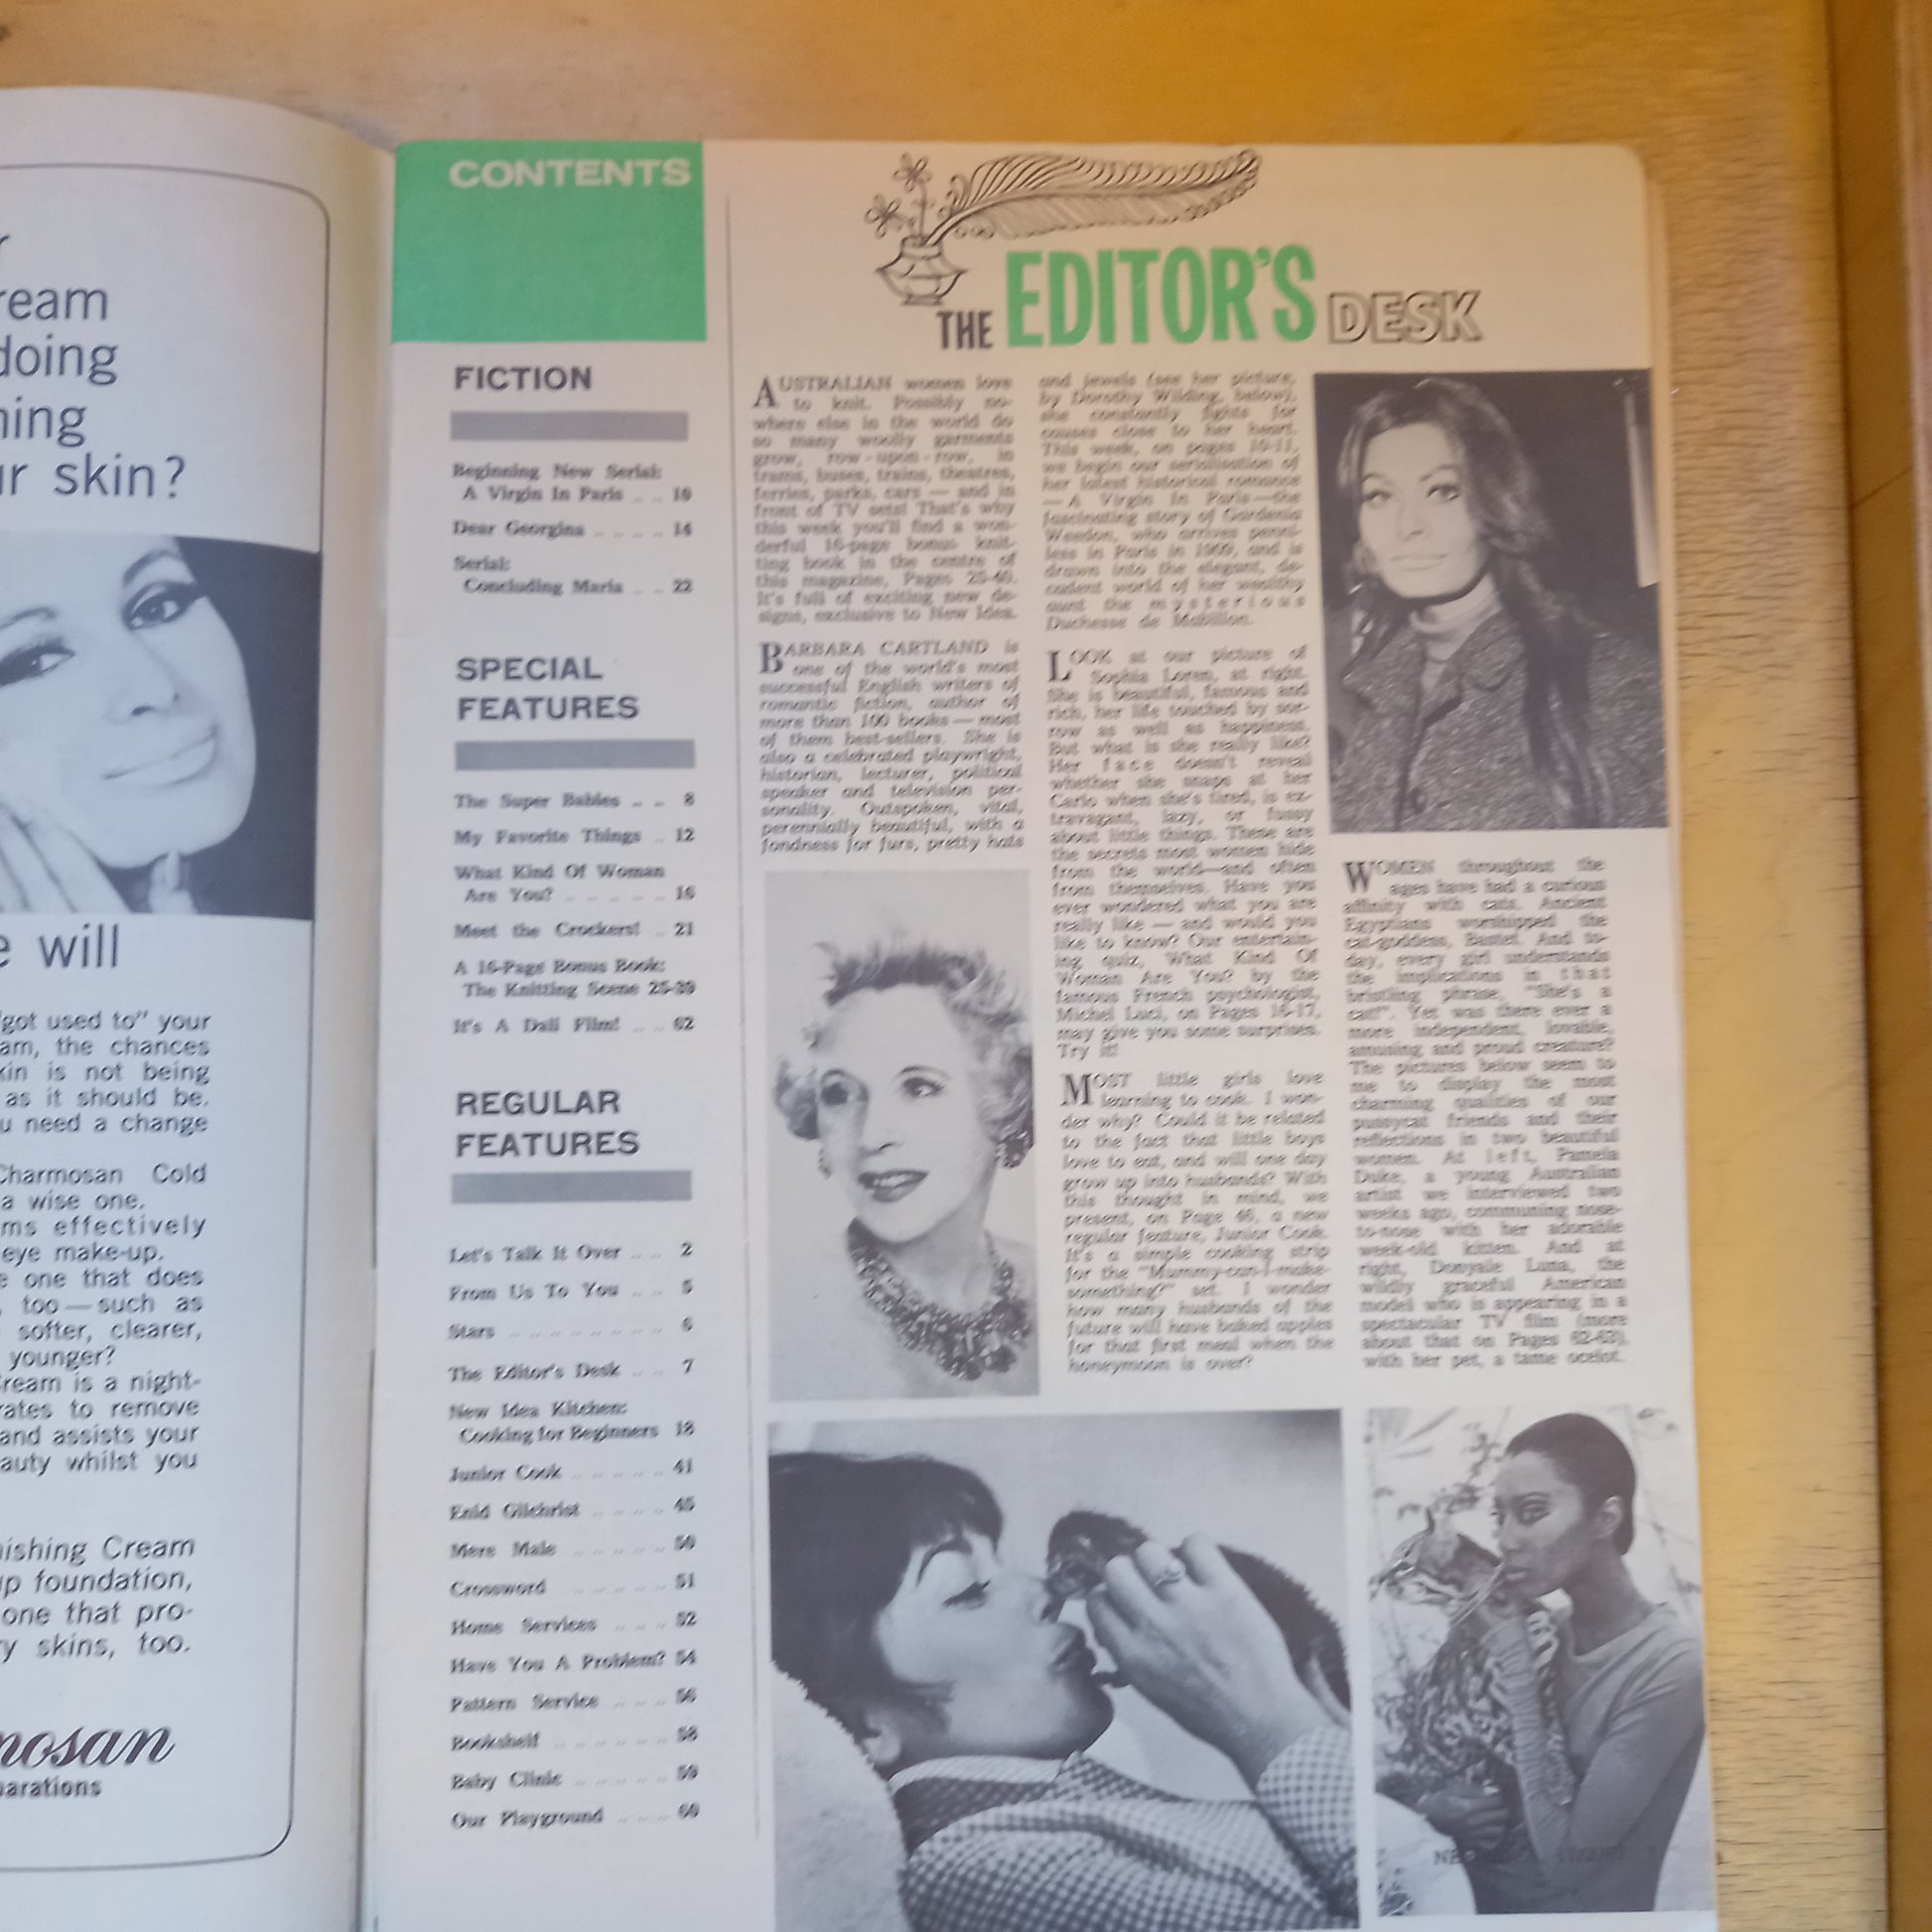 ream
doing
ning
ur skin?
e will
"got used to" your
am, the chances
kin is not being
as it should be.
u need a change
Charmosan Cold
a wise one.
ms effectively
eye make-up.
e one that does
too — such as
softer, clearer,
younger?
ream is a night-
rates to remove
and assists your
auty whilst you
nishing Cream
up foundation,
one that pro-
y skins, too.
mosan
parations
CONTENTS
FICTION
Beginning New Serial:
A Virgin In Paris .. .. 10
Dear Georgina .. .. .. .. 14
Serial:
Concluding Maria .. .. 22
SPECIAL
FEATURES
The Super Babies .. .. 8
My Favorite Things .. 12
What Kind Of Woman
Are You? .. .. .. .. .. 16
Meet the Crockers! .. 21
A 16-Page Bonus Book:
The Knitting Scene 25-39
It's A Dali Film! .. .. 62
REGULAR
FEATURES
Let's Talk It Over .. .. 2
From Us To You .. .. 5
Stars .. .. .. .. .. .. .. 6
The Editor's Desk .. .. 7
New Idea Kitchen:
Cooking for Beginners 18
Junior Cook .. .. .. .. .. 41
Enid Gilchrist .. .. .. .. 45
Mere Male .. .. .. .. .. 50
Crossword .. .. .. .. .. 51
Home Services .. .. .. 52
Have You A Problem? 54
Pattern Service .. .. .. 56
Bookshelf .. .. .. .. .. .. 58
Baby Clinic .. .. .. .. .. 59
Our Playground .. .. .. 60
THE EDITOR'S DESK
AUSTRALIAN women love
to knit. Possibly no-
where else in the world do
so many woolly garments
grow, row-upon-row, in
trams, buses, trains, theatres,
ferries, parks, cars — and in
front of TV sets! That's why
this week you'll find a won-
derful 16-page bonus knit-
ting book in the centre of
this magazine, Pages 25-40.
It's full of exciting new de-
signs, exclusive to New Idea.
BARBARA CARTLAND is
one of the world's most
successful English writers of
romantic fiction, author of
more than 100 books — most
of them best-sellers. She is
also a celebrated playwright,
historian, lecturer, political
speaker and television per-
sonality. Outspoken, vital,
perennially beautiful, with a
fondness for furs, pretty hats
and jewels (see her picture,
by Dorothy Wilding, below),
she constantly fights for
causes close to her heart.
This week, on pages 10-11,
we begin our serialisation of
her latest historical romance
— A Virgin In Paris — the
fascinating story of Gardenia
Weedon, who arrives penni-
less in Paris in 1909, and is
drawn into the elegant, de-
cadent world of her wealthy
aunt the mysterious
Duchesse de Mabillon.
LOOK at our picture of
Sophia Loren, at right.
She is beautiful, famous and
rich, her life touched by sor-
row as well as happiness.
But what is she really like?
Her face doesn't reveal
whether she snaps at her
Carlo when she's tired, is ex-
travagant, lazy, or fussy
about little things. These are
the secrets most women hide
from the world—and often
from themselves. Have you
ever wondered what you are
really like — and would you
like to know? Our entertain-
ing quiz, What Kind Of
Woman Are You? by the
famous French psychologist,
Michel Luci, on Pages 16-17,
may give you some surprises.
Try it!
MOST little girls love
learning to cook. I won-
der why? Could it be related
to the fact that little boys
love to eat, and will one day
grow up into husbands? With
this thought in mind, we
present, on Page 41, a new
regular feature, Junior Cook.
It's a simple cooking strip
for the "Mummy-can-I-make-
something?" set. I wonder
how many husbands of the
future will have baked apples
for that first meal when the
honeymoon is over?
WOMEN throughout the
ages have had a curious
affinity with cats. Ancient
Egyptians worshipped the
cat-goddess, Bastet. And to-
day, every girl understands
the implications in that
bristling phrase, "She's a
cat!". Yet was there ever a
more independent, lovable,
amusing and proud creature?
The pictures below seem to
me to display the most
charming qualities of our
pussycat friends and their
reflections in two beautiful
women. At left, Pamela
Duke, a young Australian
artist we interviewed two
weeks ago, communing nose-
to-nose with her adorable
week-old kitten. And at
right, Donyale Luna, the
wildly graceful American
model who is appearing in a
spectacular TV film (more
about that on Pages 62-63),
with her pet, a tame ocelot.